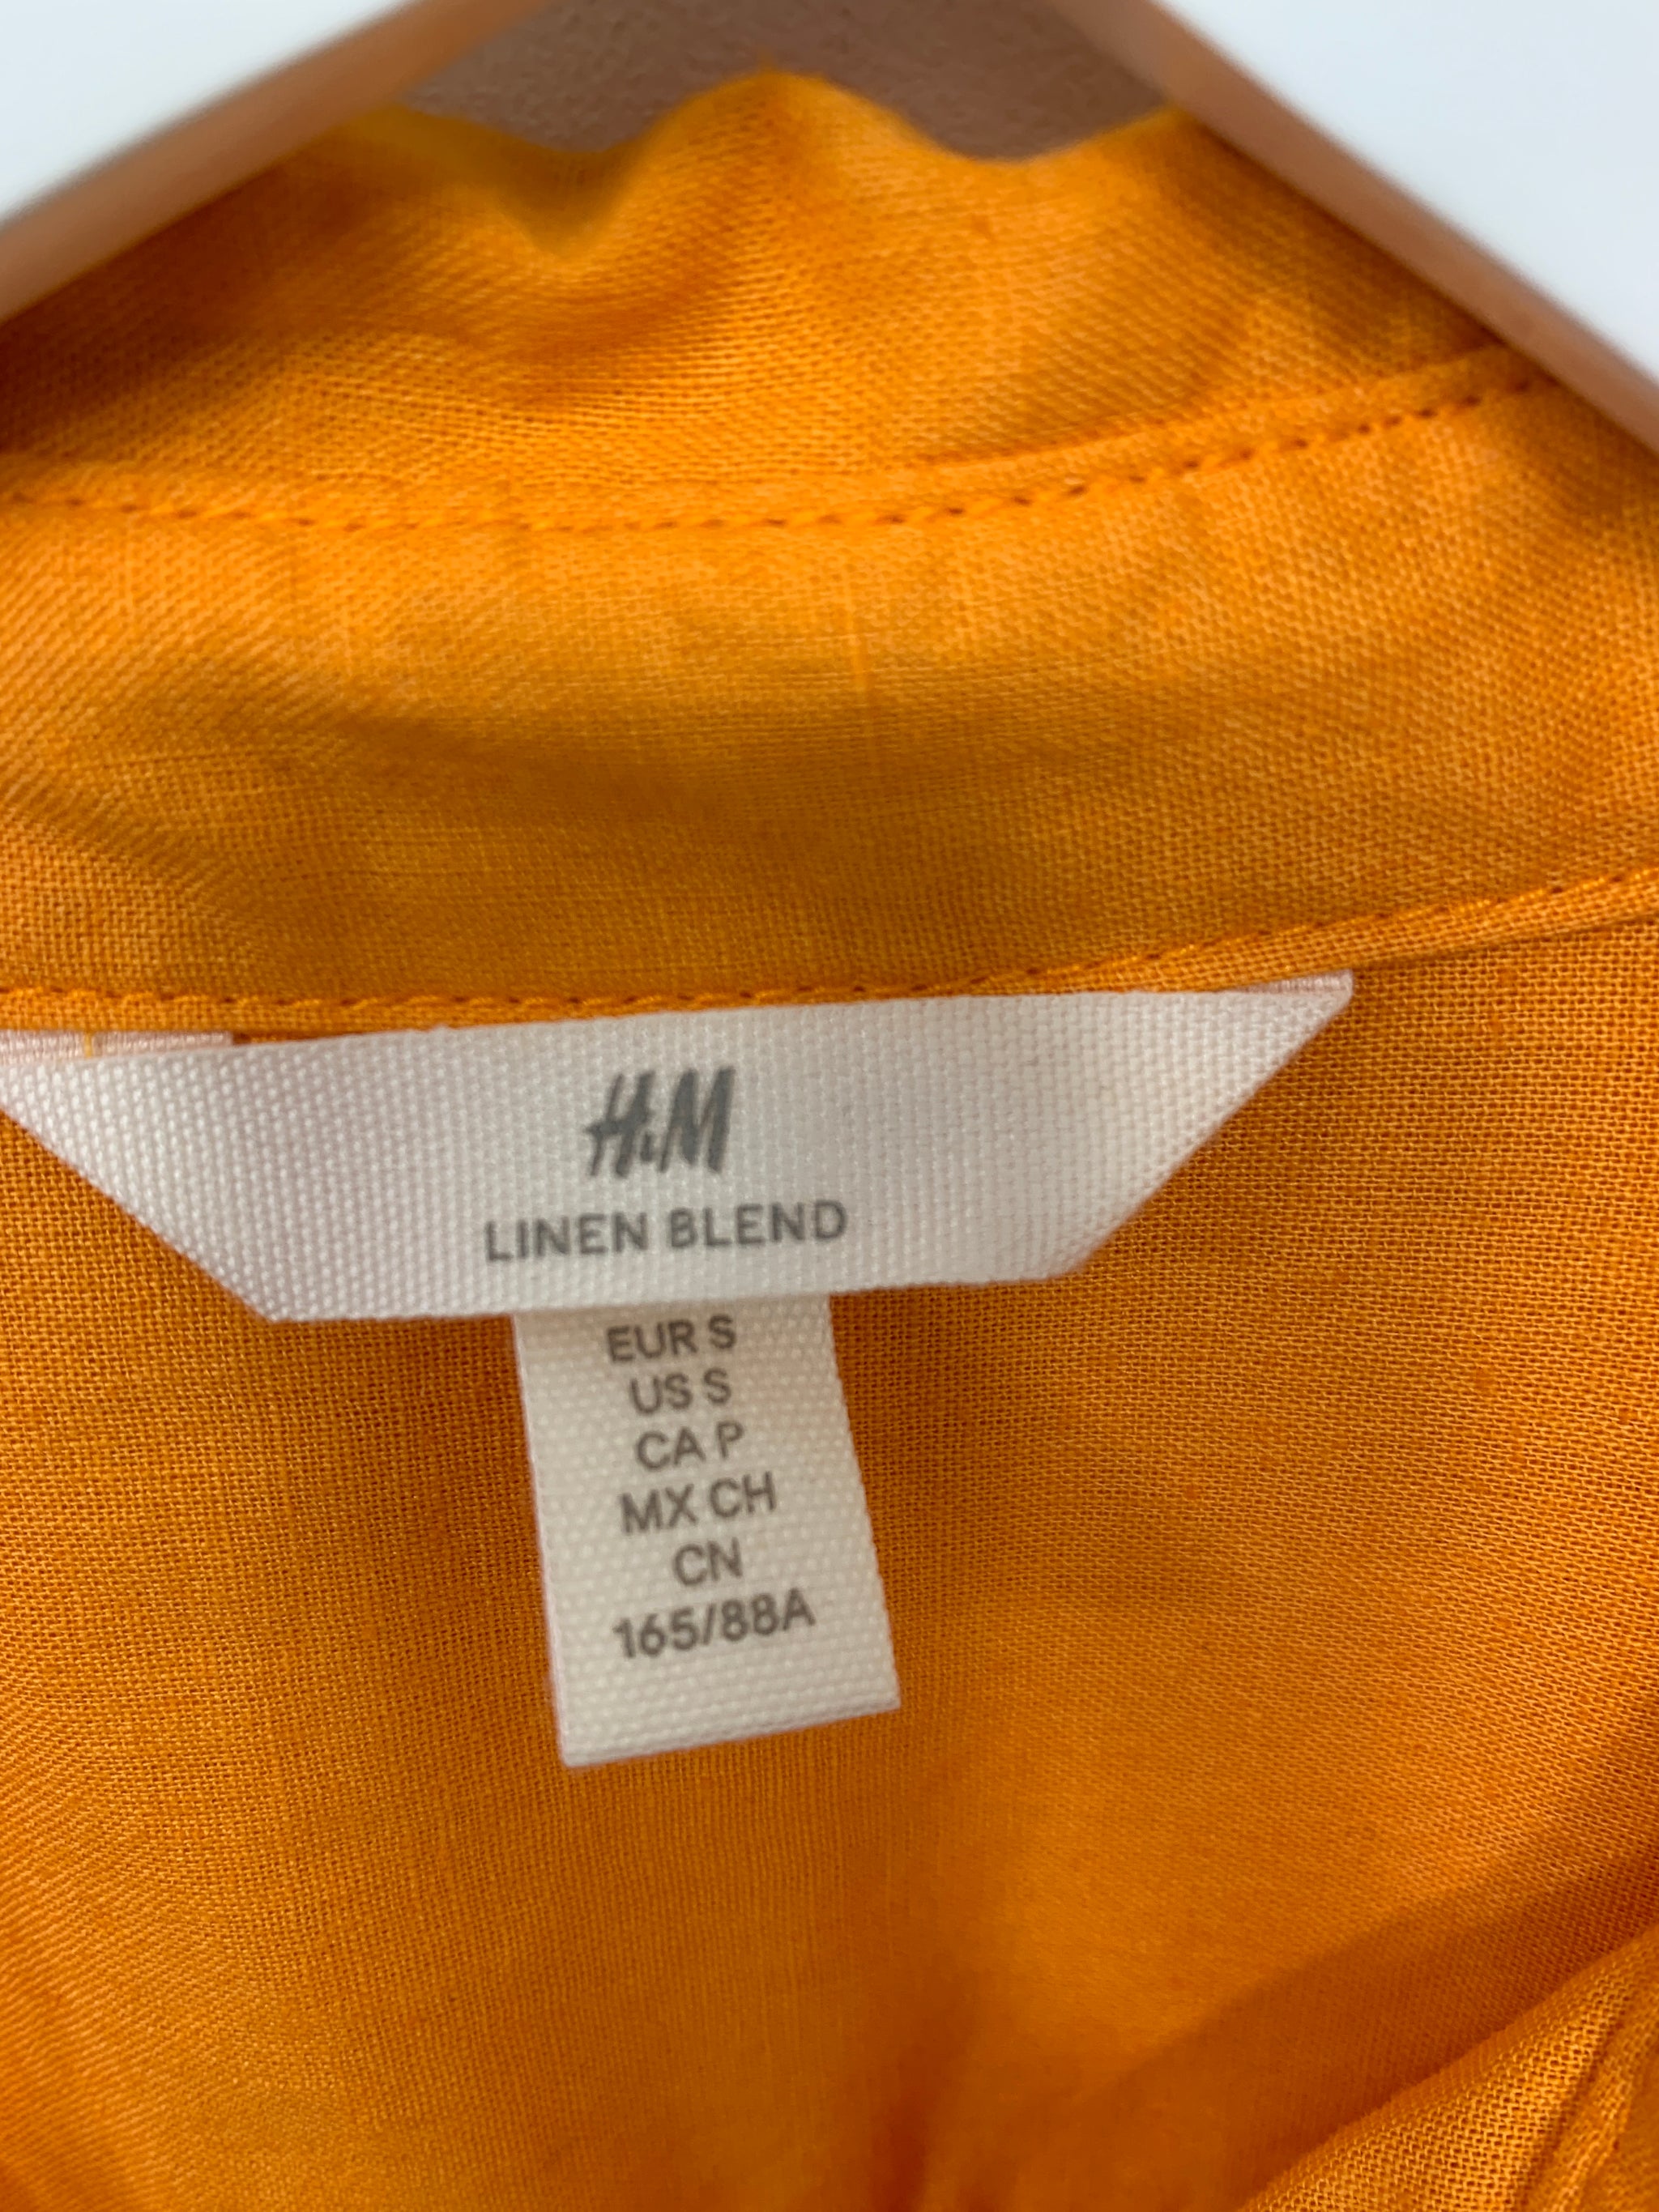 H&M
LINEN BLEND
EUR S
US S
CA P
MX CH
CN
165/88A